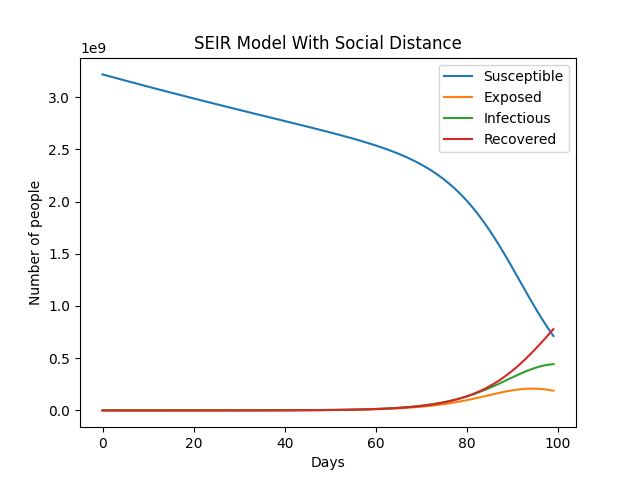 SEIR Model With Social Distance
1e9
Susceptible
Exposed
Infectious
Recovered
3.0
2.5
2.0
1.5
1.0
0.5
0.0
Number of people
0 20 40 60 80 100
Days